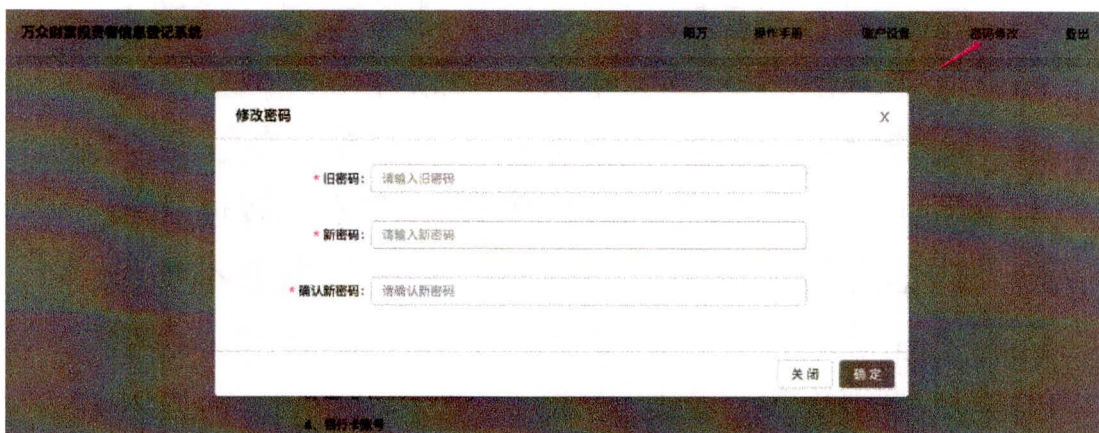 万众财富投资者信息登记系统 操作手册 账户设置 密码修改 登出
修改密码 X
* 旧密码： 请输入旧密码
* 新密码： 请输入新密码
* 确认新密码： 请确认新密码
关闭 确定
4、银行卡账号